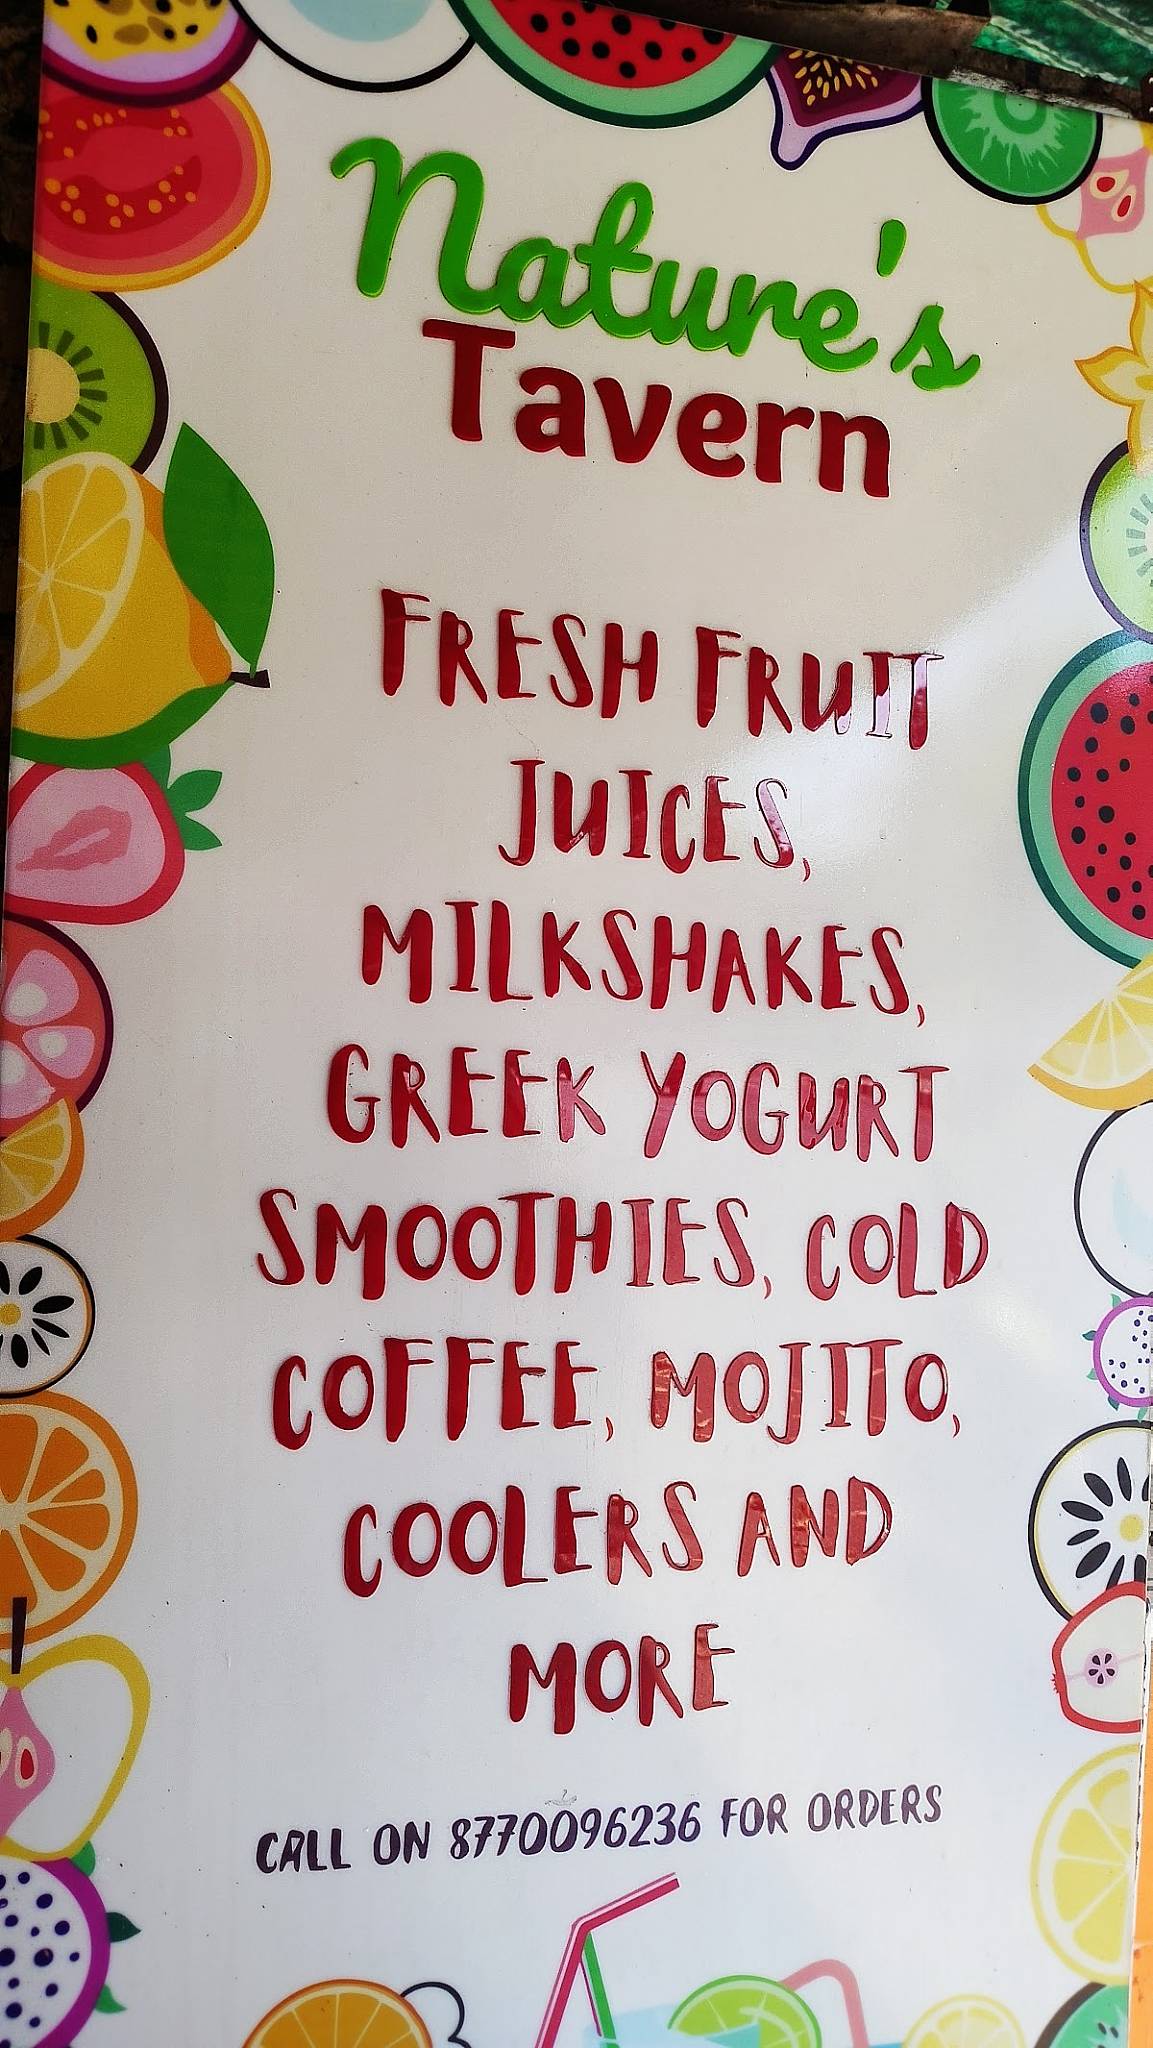 Nature's
Tavern
FRESH FRUIT
JUICES,
MILKSHAKES,
GREEK YOGURT
SMOOTHIES, COLD
COFFEE, MOJITO,
COOLERS AND
MORE
CALL ON 8770096236 FOR ORDERS